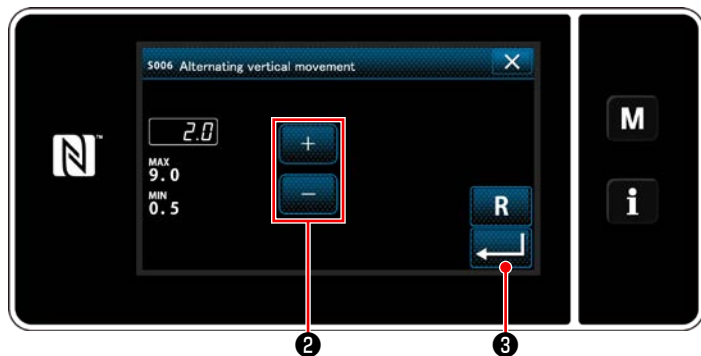 S006 Alternating vertical movement
2.0
+
MAX
9.0
−
MIN
0.5
R
M
i
N
❷
❸